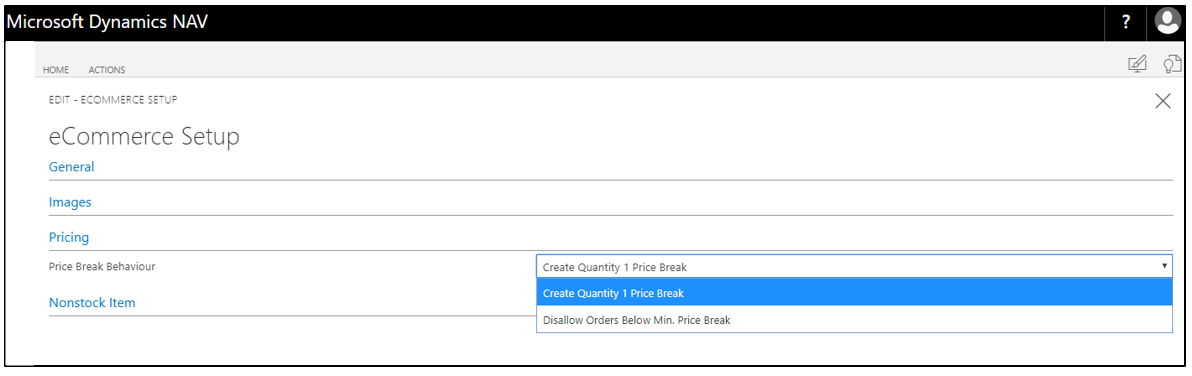 Microsoft Dynamics NAV
?
HOME ACTIONS
EDIT - ECOMMERCE SETUP
eCommerce Setup
General
Images
Pricing
Price Break Behaviour
Create Quantity 1 Price Break
Create Quantity 1 Price Break
Disallow Orders Below Min. Price Break
Nonstock Item